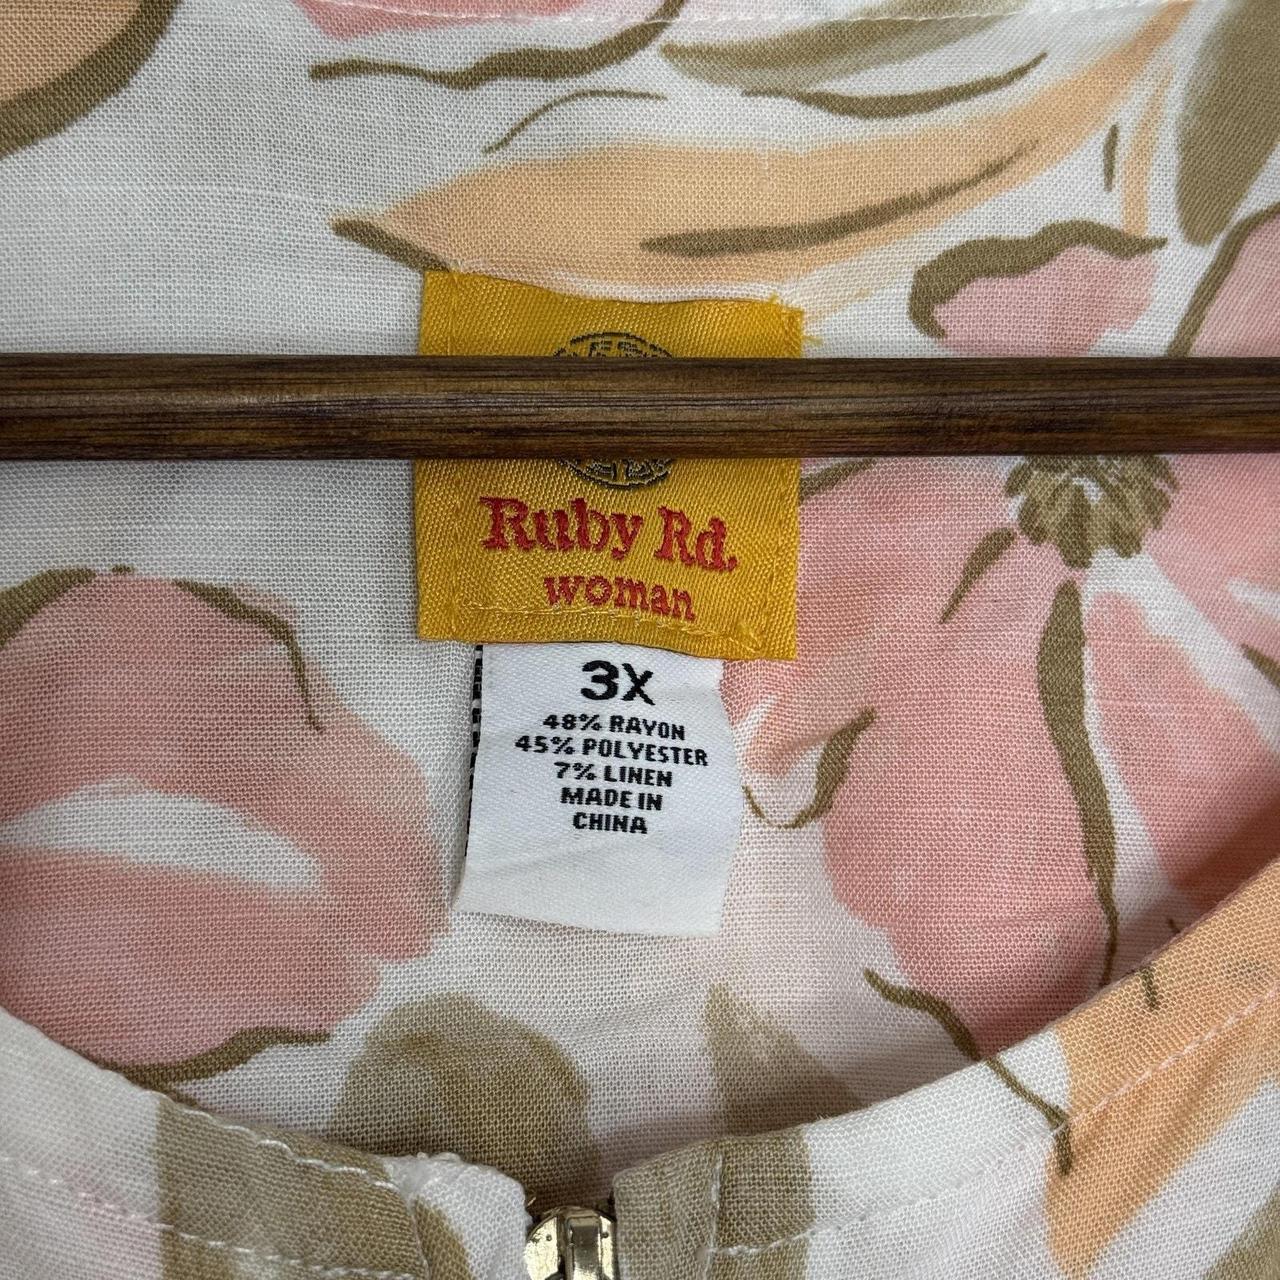 Ruby Rd.
woman
3X
48% RAYON
45% POLYESTER
7% LINEN
MADE IN
CHINA